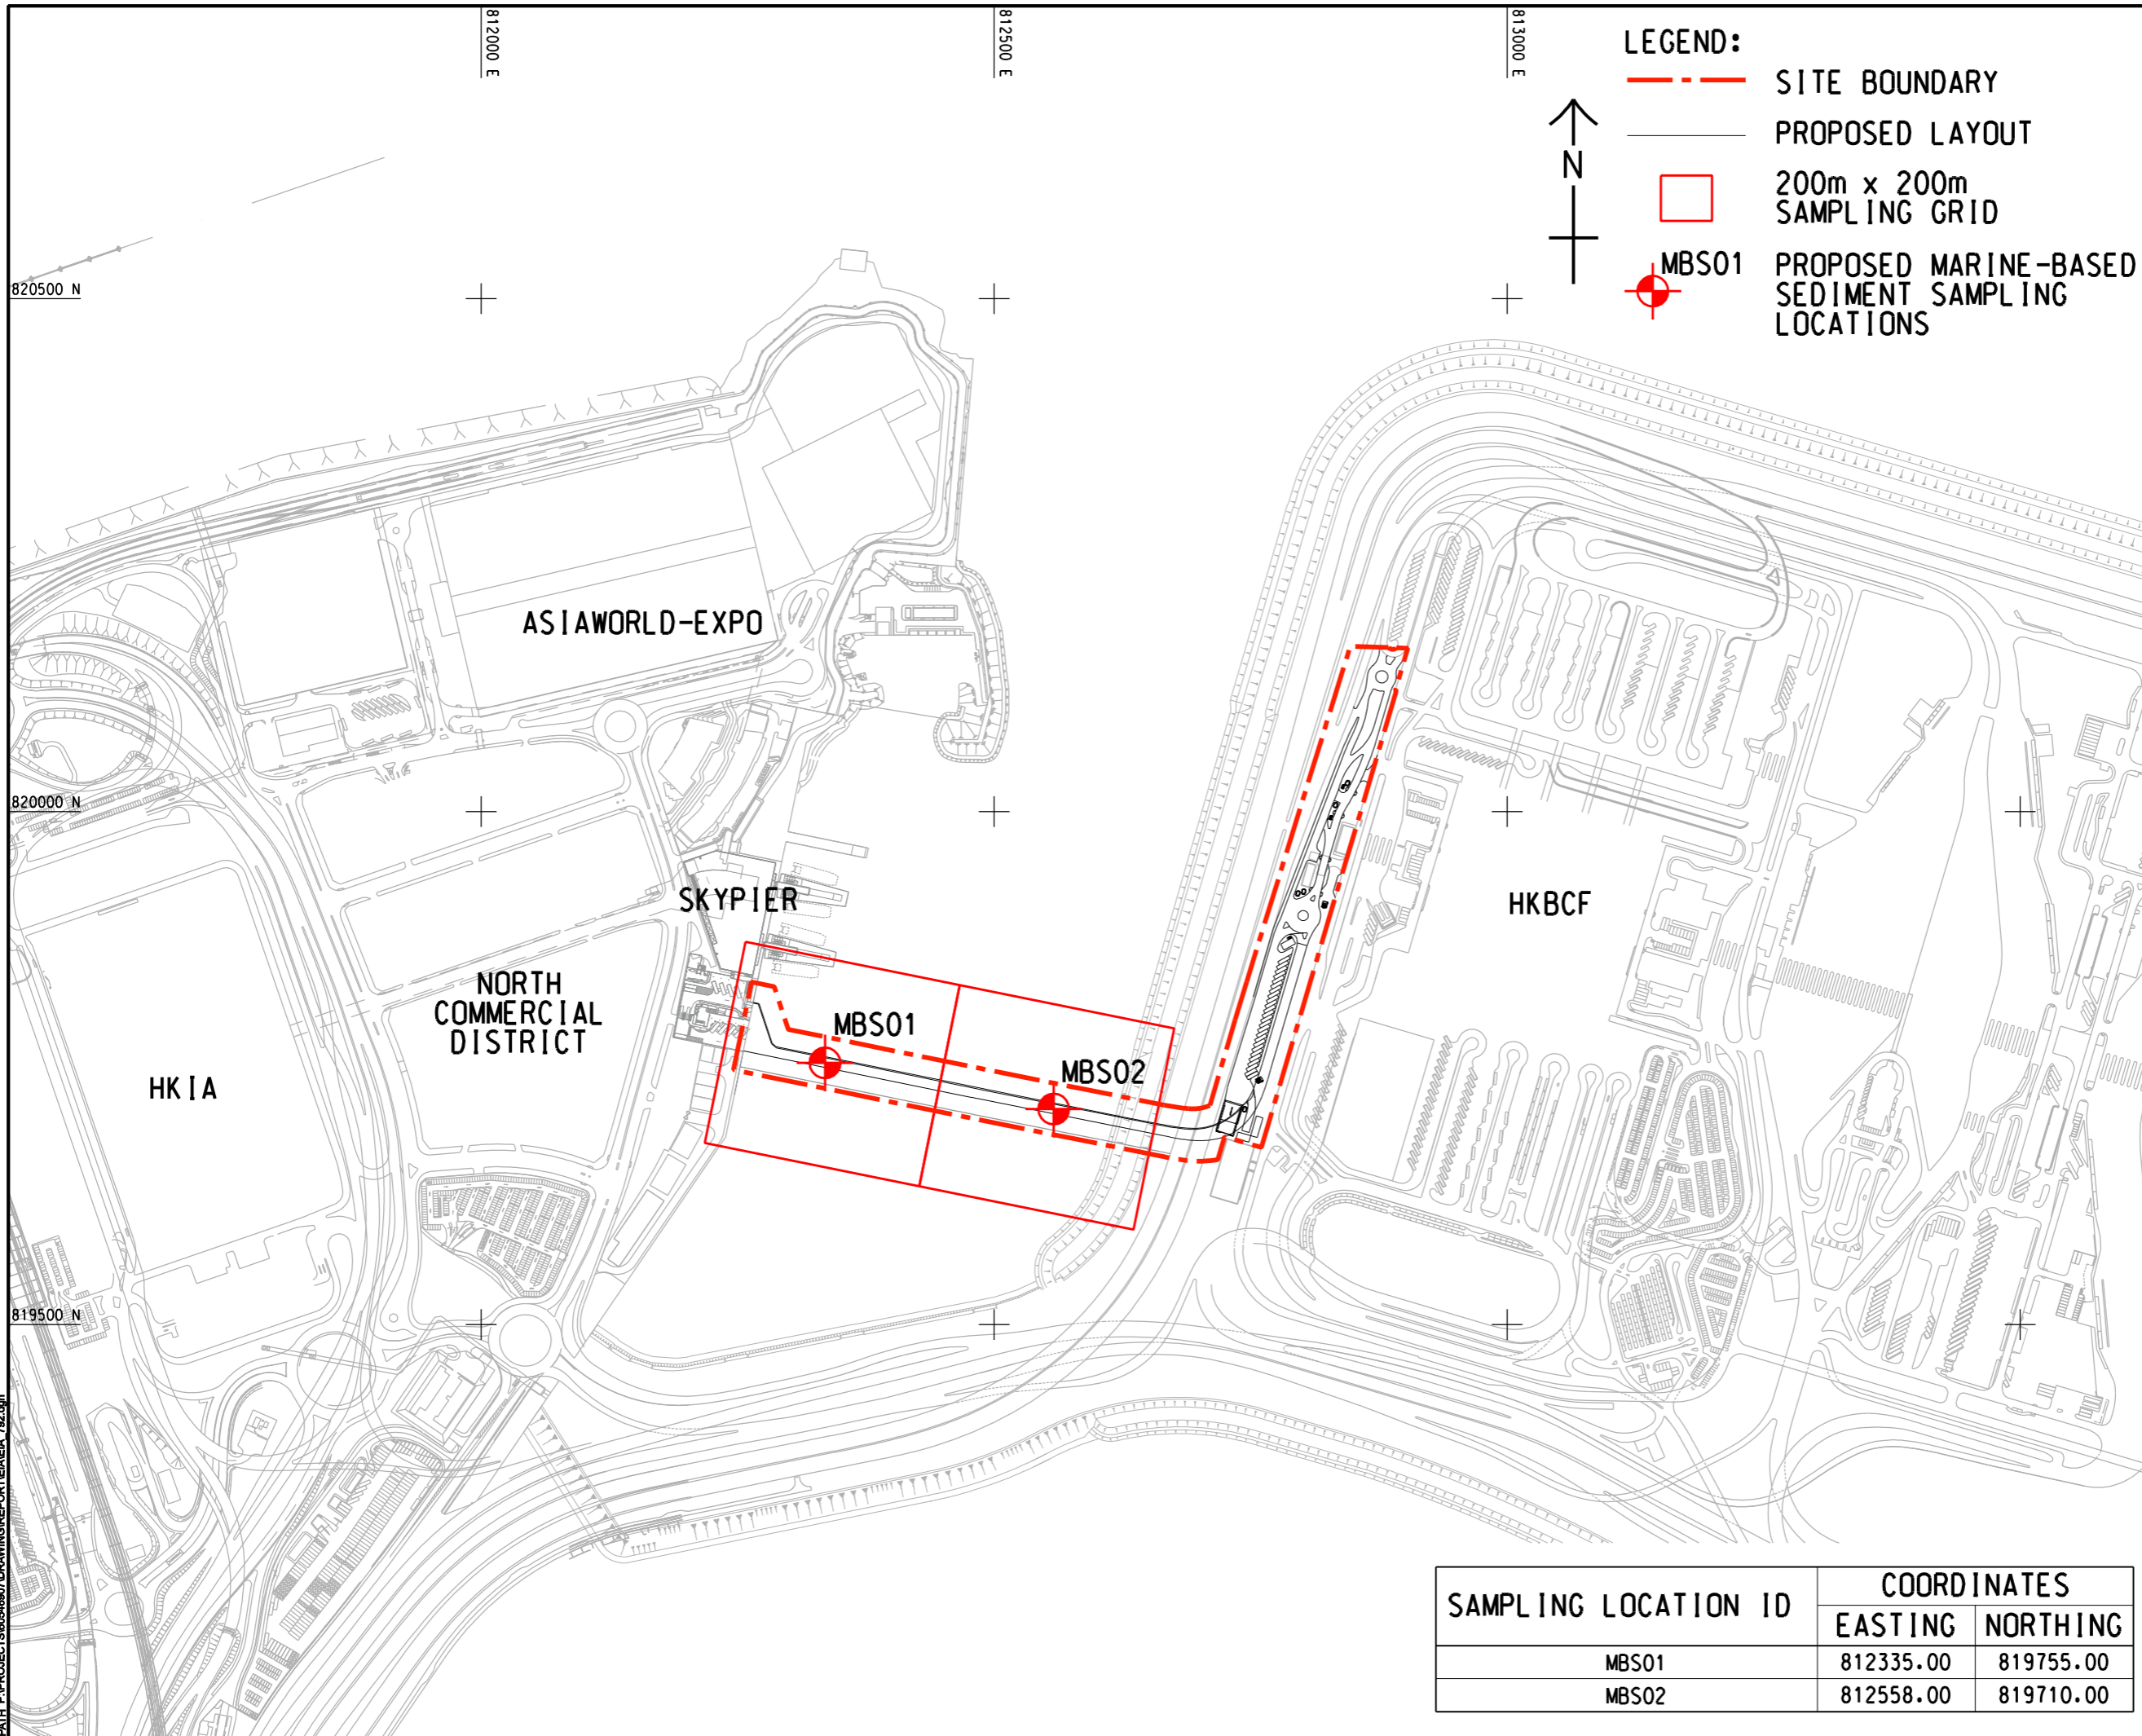 812000 E
812500 E
813000 E
LEGEND:
SITE BOUNDARY
PROPOSED LAYOUT
N
200m x 200m
SAMPLING GRID
MBS01
PROPOSED MARINE-BASED
SEDIMENT SAMPLING
LOCATIONS
820500 N
ASIAWORLD-EXPO
820000 N
SKYPIER
HKBCF
NORTH
COMMERCIAL
DISTRICT
MBS01
MBS02
HKIA
819500 N
SAMPLING LOCATION ID
COORDINATES
EASTING
NORTHING
MBS01 812335.00 819755.00
MBS02 812558.00 819710.00